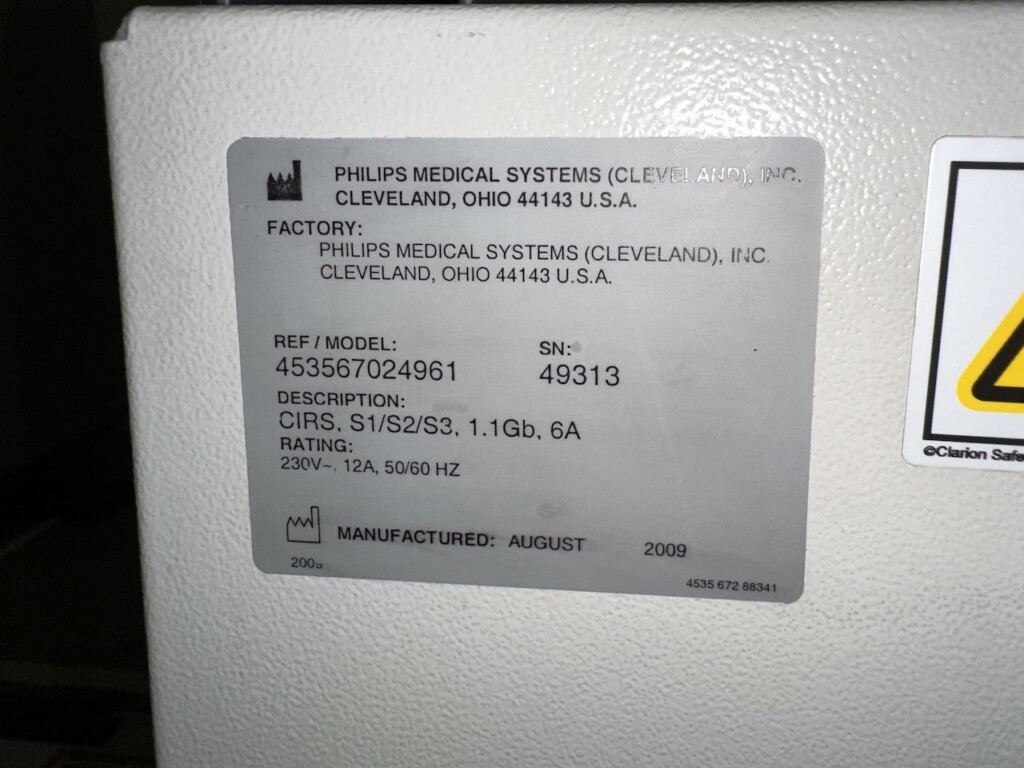 PHILIPS MEDICAL SYSTEMS (CLEVELAND), INC.
CLEVELAND, OHIO 44143 U.S.A.
FACTORY:
PHILIPS MEDICAL SYSTEMS (CLEVELAND), INC.
CLEVELAND, OHIO 44143 U.S.A.
REF / MODEL: SN:
453567024961 49313
DESCRIPTION:
CIRS, S1/S2/S3, 1.1Gb, 6A
RATING:
230V~, 12A, 50/60 HZ
MANUFACTURED: AUGUST 2009
4535 672 88341
©Clarion Safe